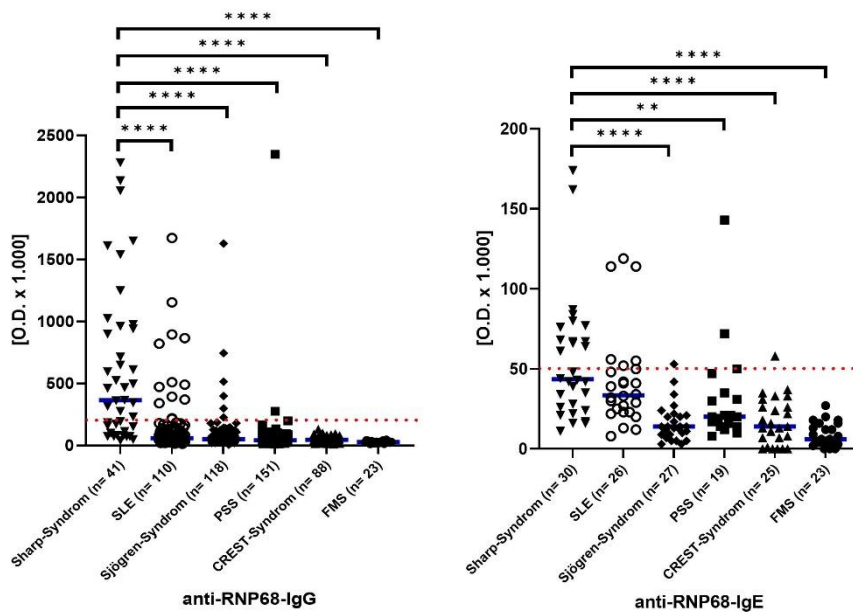 ****
****
****
****
****
2500
2000
1500
1000
500
0
[O.D. x 1.000]
Sharp-Syndrom (n= 41)
SLE (n= 110)
Sjögren-Syndrom (n= 118)
PSS (n= 151)
CREST-Syndrom (n= 88)
FMS (n= 23)
anti-RNP68-IgG
****
****
**
****
200
150
100
50
0
[O.D. x 1.000]
Sharp-Syndrom (n= 30)
SLE (n= 26)
Sjögren-Syndrom (n= 27)
PSS (n= 19)
CREST-Syndrom (n= 25)
FMS (n= 23)
anti-RNP68-IgE